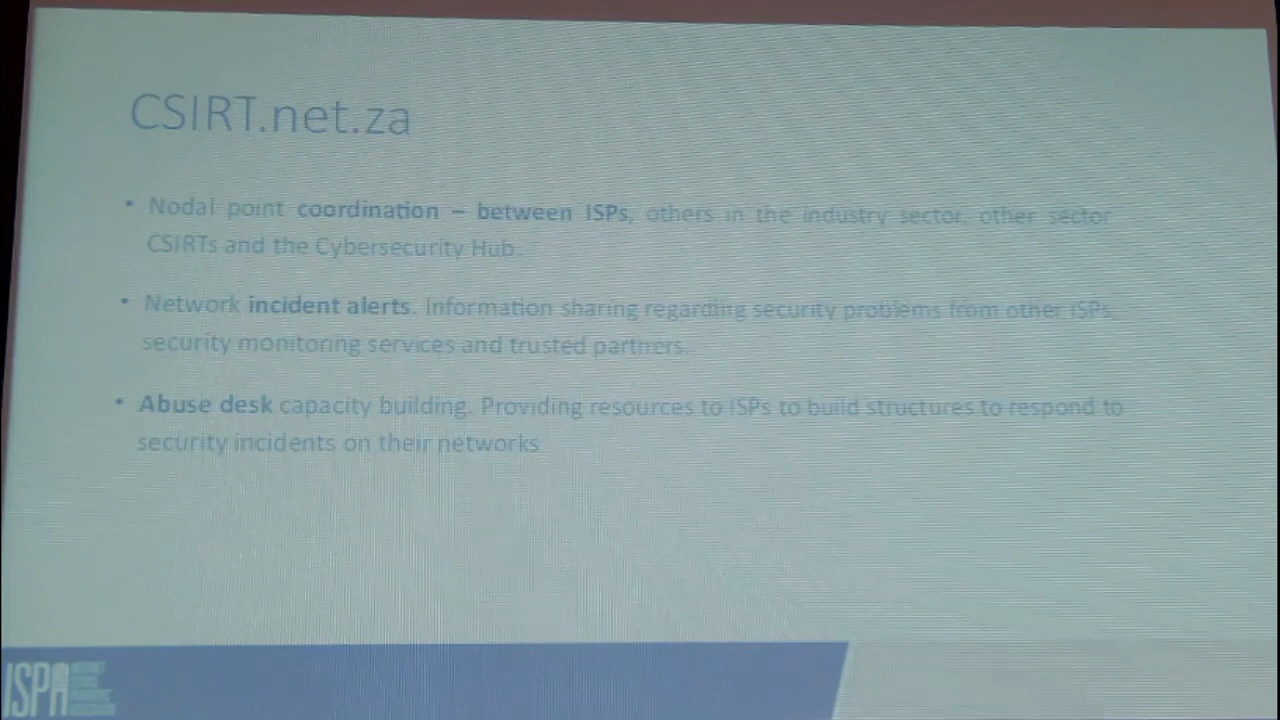 CSIRT.net.za
• Nodal point coordination – between ISPs, others in the industry sector, other sector
CSIRTs and the Cybersecurity Hub.
• Network incident alerts. Information sharing regarding security problems from other ISPs,
security monitoring services and trusted partners.
• Abuse desk capacity building. Providing resources to ISPs to build structures to respond to
security incidents on their networks.
ISPA